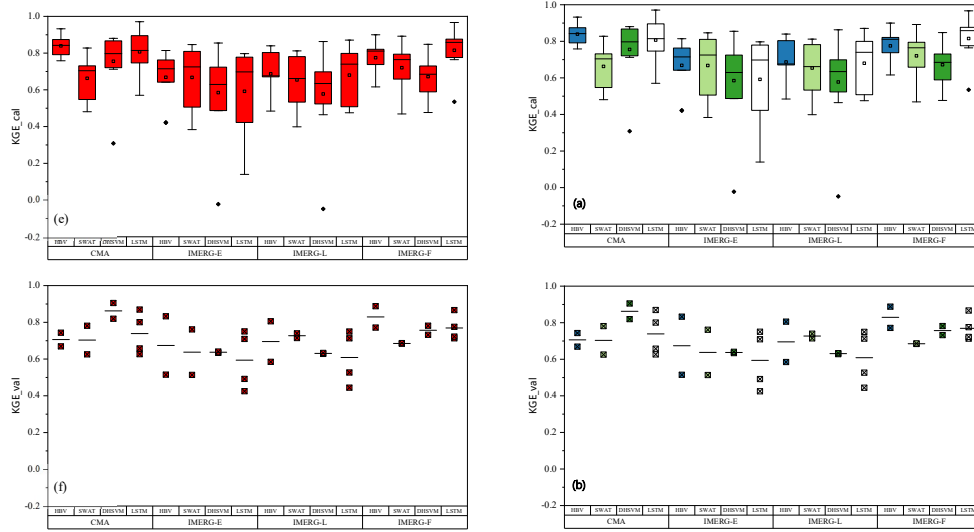 1.0
0.8
0.6
0.4
0.2
0.0
-0.2
KGE_cal
(e)
HBV SWAT DHSVM LSTM HBV SWAT DHSVM LSTM HBV SWAT DHSVM LSTM HBV SWAT DHSVM LSTM
CMA IMERG-E IMERG-L IMERG-F
1.0
0.8
0.6
0.4
0.2
0.0
-0.2
KGE_cal
(a)
HBV SWAT DHSVM LSTM HBV SWAT DHSVM LSTM HBV SWAT DHSVM LSTM HBV SWAT DHSVM LSTM
CMA IMERG-E IMERG-L IMERG-F
1.0
0.8
0.6
0.4
0.2
0.0
-0.2
KGE_val
(f)
HBV SWAT DHSVM LSTM HBV SWAT DHSVM LSTM HBV SWAT DHSVM LSTM HBV SWAT DHSVM LSTM
CMA IMERG-E IMERG-L IMERG-F
1.0
0.8
0.6
0.4
0.2
0.0
-0.2
KGE_val
(b)
HBV SWAT DHSVM LSTM HBV SWAT DHSVM LSTM HBV SWAT DHSVM LSTM HBV SWAT DHSVM LSTM
CMA IMERG-E IMERG-L IMERG-F